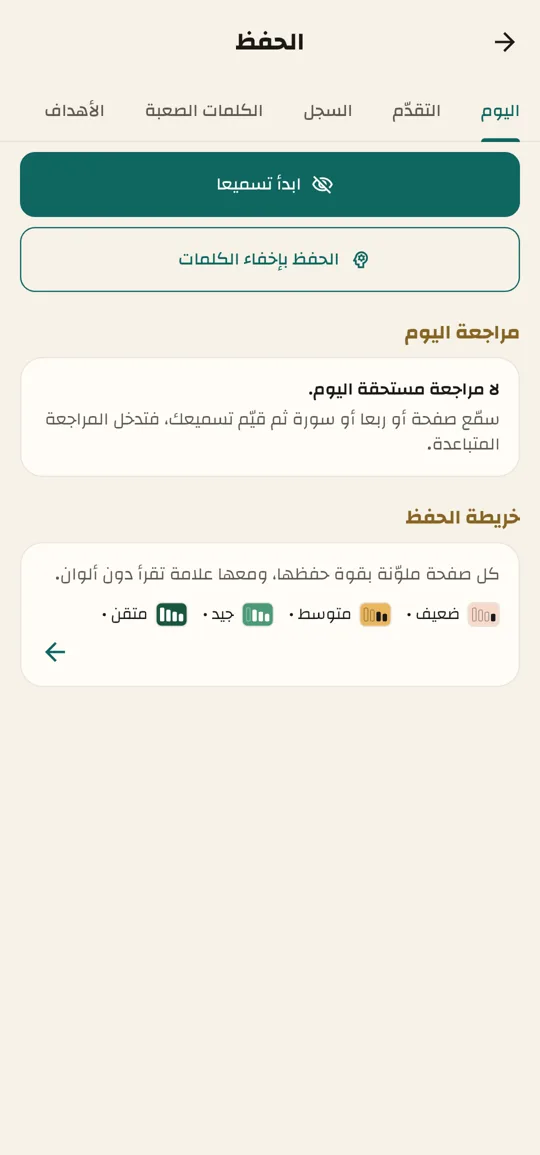 الحفظ
اليوم
التقدّم
السجل
الكلمات الصعبة
الأهداف
ابدأ تسميعا
الحفظ بإخفاء الكلمات
مراجعة اليوم
لا مراجعة مستحقة اليوم.
سمّع صفحة أو ربعا أو سورة ثم قيّم تسميعك، فتدخل المراجعة
المتباعدة.
خريطة الحفظ
كل صفحة ملوّنة بقوة حفظها، ومعها علامة تقرأ دون ألوان.
ضعيف · متوسط · جيد · متقن ·